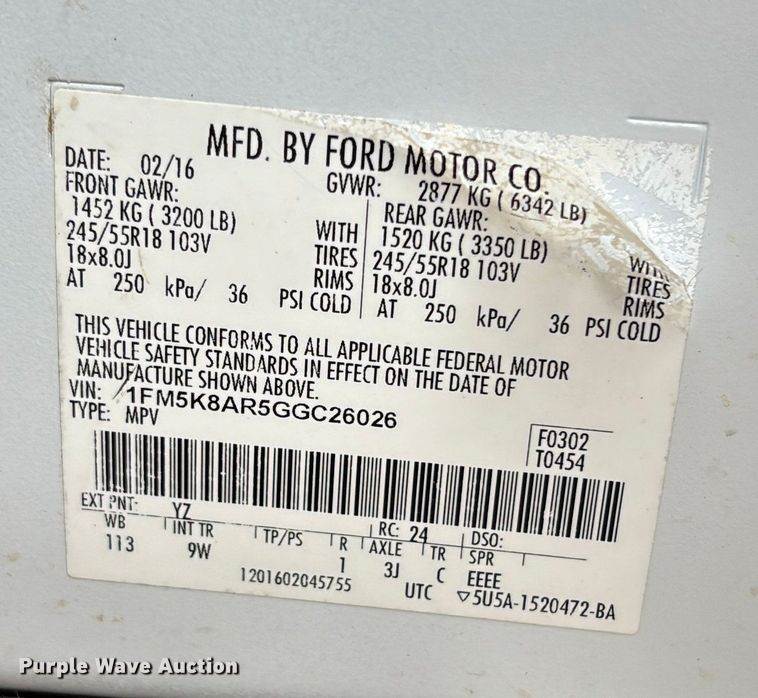 MFD. BY FORD MOTOR CO.
DATE: 02/16 GVWR: 2877 KG ( 6342 LB)
FRONT GAWR: REAR GAWR:
1452 KG ( 3200 LB) WITH 1520 KG ( 3350 LB)
245/55R18 103V TIRES 245/55R18 103V TIRES
18x8.0J RIMS 18x8.0J RIMS
AT 250 kPa/ 36 PSI COLD AT 250 kPa/ 36 PSI COLD
THIS VEHICLE CONFORMS TO ALL APPLICABLE FEDERAL MOTOR
VEHICLE SAFETY STANDARDS IN EFFECT ON THE DATE OF
MANUFACTURE SHOWN ABOVE.
VIN: 1FM5K8AR5GGC26026
TYPE: MPV
F0302
T0454
EXT PNT: YZ RC: 24 DSO:
WB INT TR TP/PS R AXLE TR SPR
113 9W 1 3J C EEEE
1201602045755 UTC ▽5U5A-1520472-BA
Purple Wave Auction